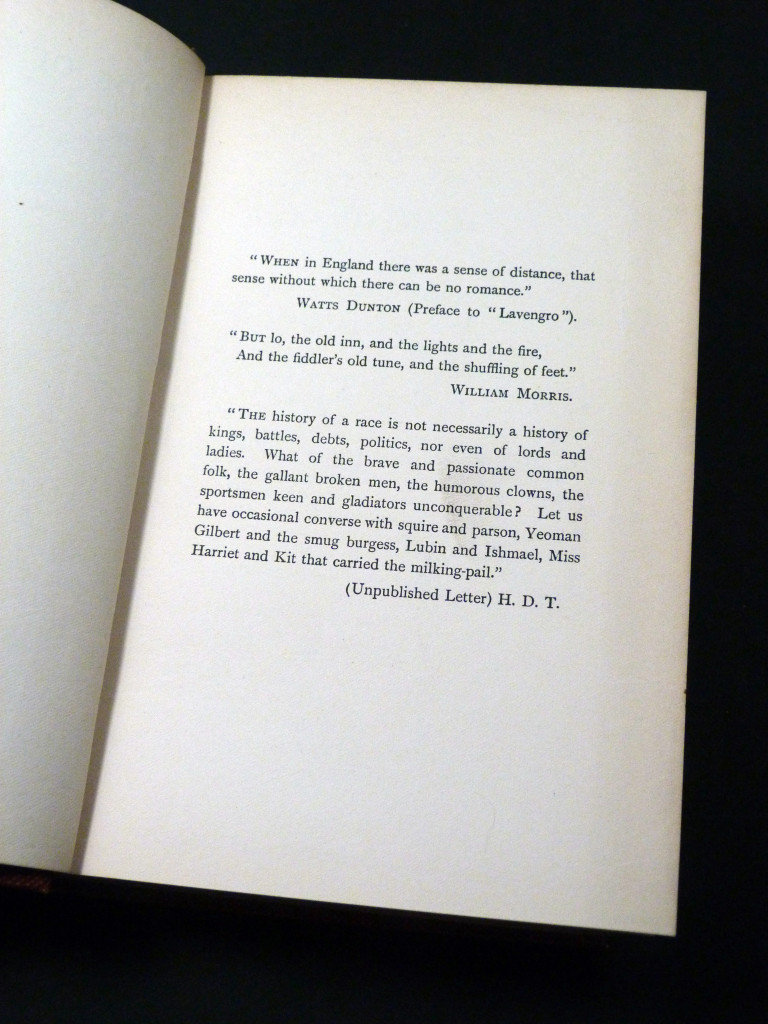 “WHEN in England there was a sense of distance, that
sense without which there can be no romance.”
WATTS DUNTON (Preface to “Lavengro”).
“BUT lo, the old inn, and the lights and the fire,
And the fiddler’s old tune, and the shuffling of feet.”
WILLIAM MORRIS.
“THE history of a race is not necessarily a history of
kings, battles, debts, politics, nor even of lords and
ladies. What of the brave and passionate common
folk, the gallant broken men, the humorous clowns, the
sportsmen keen and gladiators unconquerable? Let us
have occasional converse with squire and parson, Yeoman
Gilbert and the smug burgess, Lubin and Ishmael, Miss
Harriet and Kit that carried the milking-pail.”
(Unpublished Letter) H. D. T.